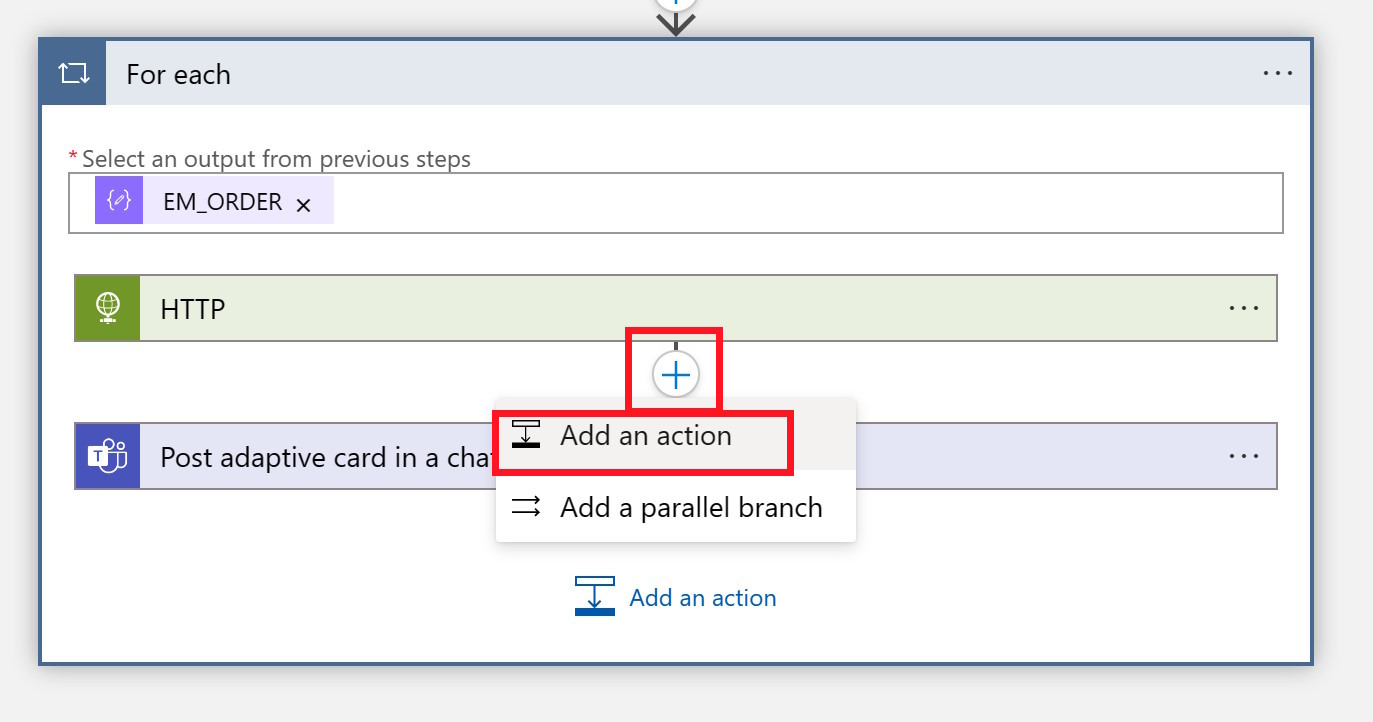 For each
* Select an output from previous steps
EM_ORDER
HTTP
Add an action
Post adaptive card in a cha
Add a parallel branch
Add an action